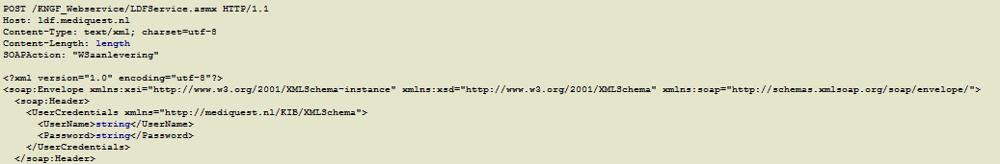 POST /KNGF_Webservice/LDFService.asmx HTTP/1.1
Host: ldf.mediquest.nl
Content-Type: text/xml; charset=utf-8
Content-Length: length
SOAPAction: "WSaanlevering"

<?xml version="1.0" encoding="utf-8"?>
<soap:Envelope xmlns:xsi="http://www.w3.org/2001/XMLSchema-instance" xmlns:xsd="http://www.w3.org/2001/XMLSchema" xmlns:soap="http://schemas.xmlsoap.org/soap/envelope/">
  <soap:Header>
    <UserCredentials xmlns="http://mediquest.nl/KIB/XMLSchema">
      <UserName>string</UserName>
      <Password>string</Password>
    </UserCredentials>
  </soap:Header>